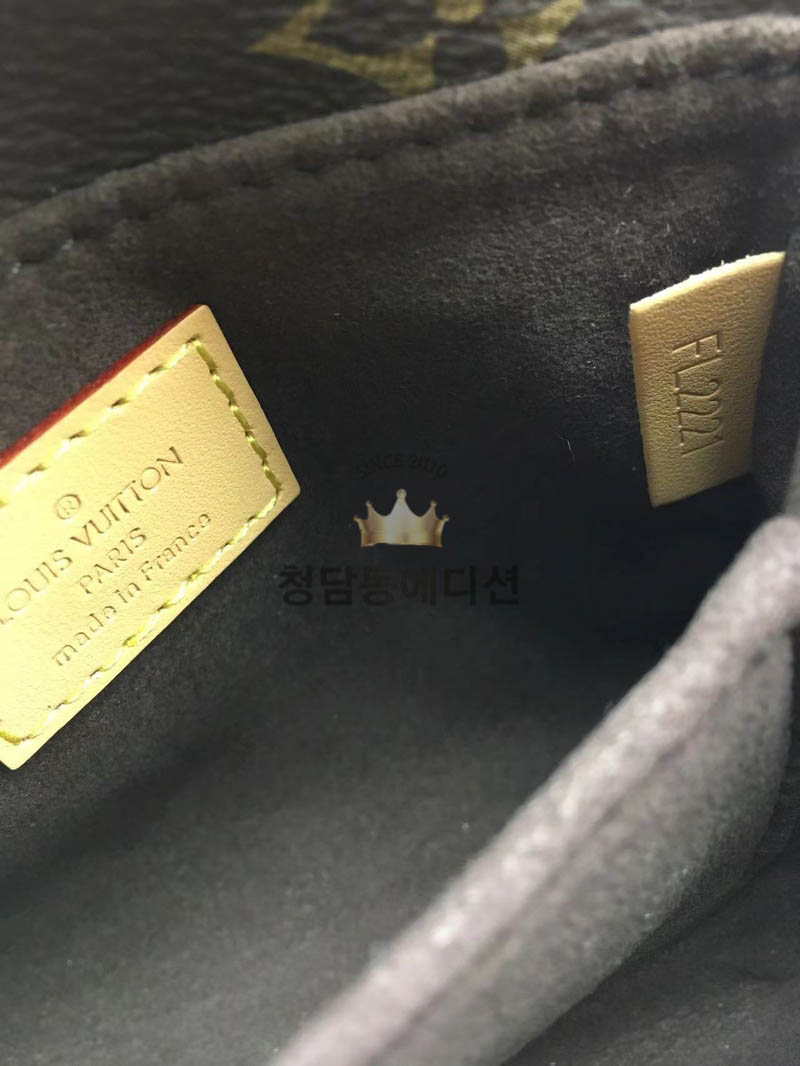 ®
LOUIS VUITTON
PARIS
made in France
FL2221
SINCE 2010
청담동에디션